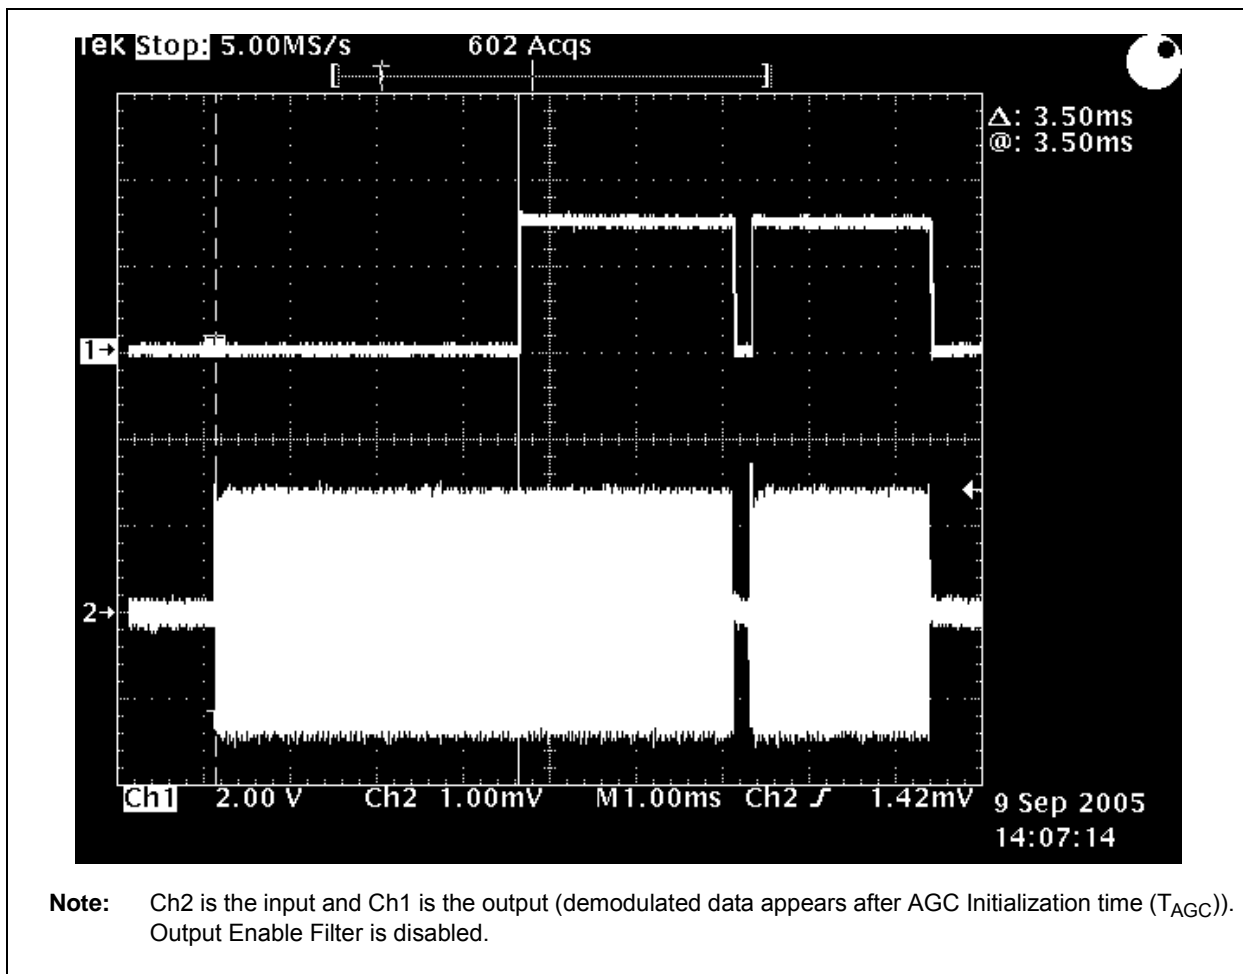 Tek Stop: 5.00MS/s 602 Acqs
Δ: 3.50ms
@: 3.50ms
1→
2→
Ch1 2.00 V Ch2 1.00mV M1.00ms Ch2 ƒ 1.42mV
9 Sep 2005
14:07:14
Note: Ch2 is the input and Ch1 is the output (demodulated data appears after AGC Initialization time (TAGC)).
Output Enable Filter is disabled.